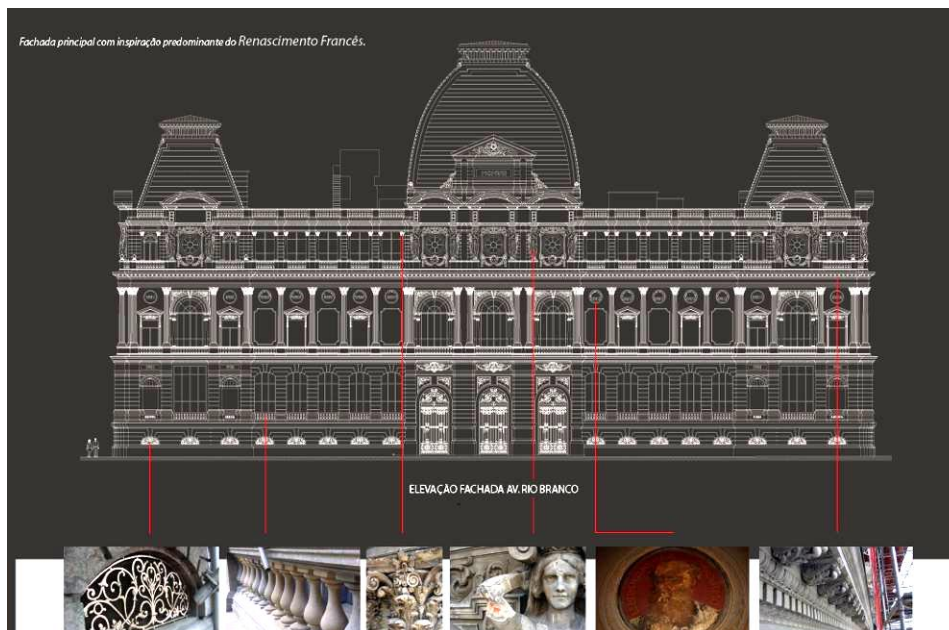 Fachada principal com inspiração predominante do Renascimento Francês.
ELEVAÇÃO FACHADA AV. RIO BRANCO